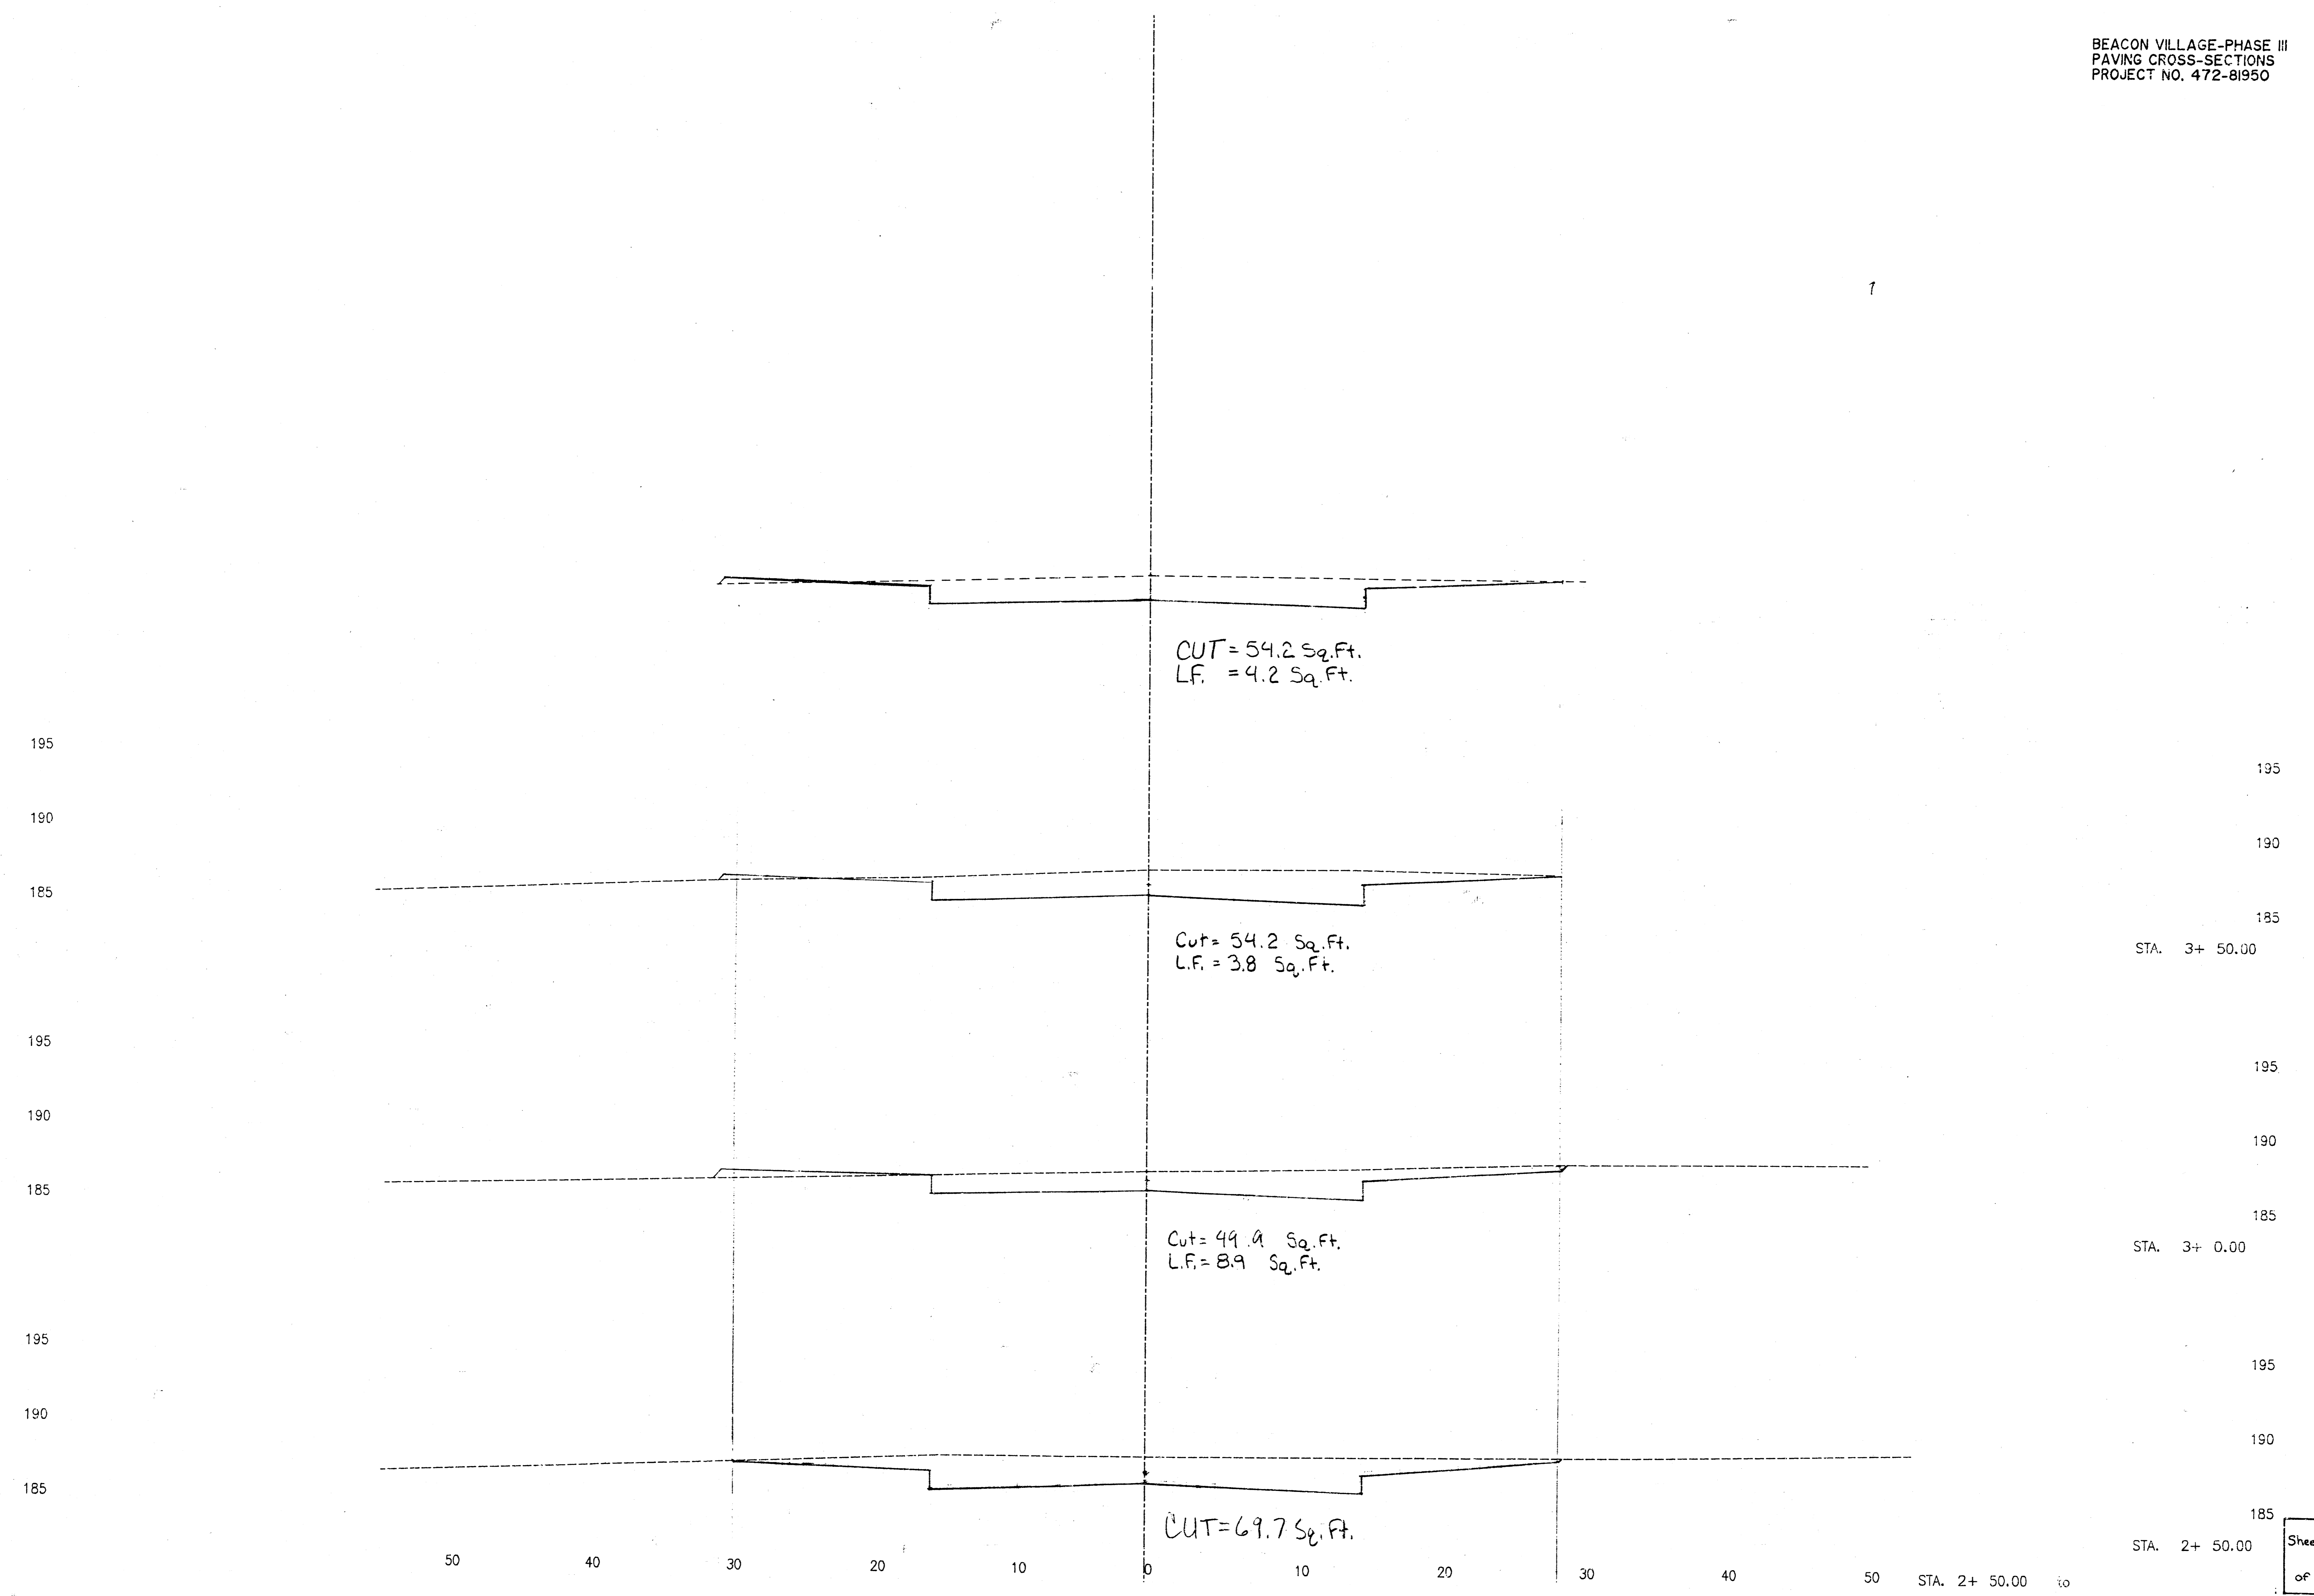 BEACON VILLAGE-PHASE III
PAVING CROSS-SECTIONS
PROJECT NO. 472-81950
1
CUT = 54.2 Sq.Ft.
L.F. = 4.2 Sq.Ft.
195
195
190
190
185
185
Cut = 54.2 Sq.Ft.
L.F. = 3.8 Sq.Ft.
STA. 3+ 50.00
195
195
190
190
185
185
Cut = 49.9 Sq.Ft.
L.F. = 8.9 Sq.Ft.
STA. 3+ 0.00
195
195
190
190
185
185
CUT = 69.7 Sq.Ft.
STA. 2+ 50.00
50 40 30 20 10 0 10 20 30 40 50 STA. 2+ 50.00 to
Shee
of